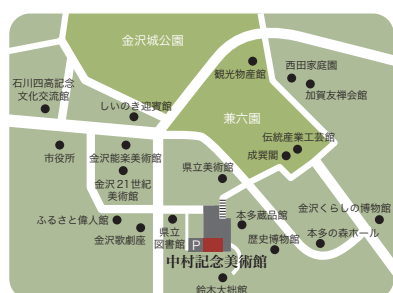 金沢城公園
観光物産館
西田家庭園
石川四高記念
文化交流館
加賀友禅会館
しいのき迎賓館
兼六園
伝統産業工芸館
成巽閣
市役所
金沢能楽美術館
県立美術館
金沢21世紀
美術館
ふるさと偉人館
県立
図書館
本多蔵品館
金沢くらしの博物館
金沢歌劇座
歴史博物館
本多の森ホール
P
中村記念美術館
鈴木大拙館